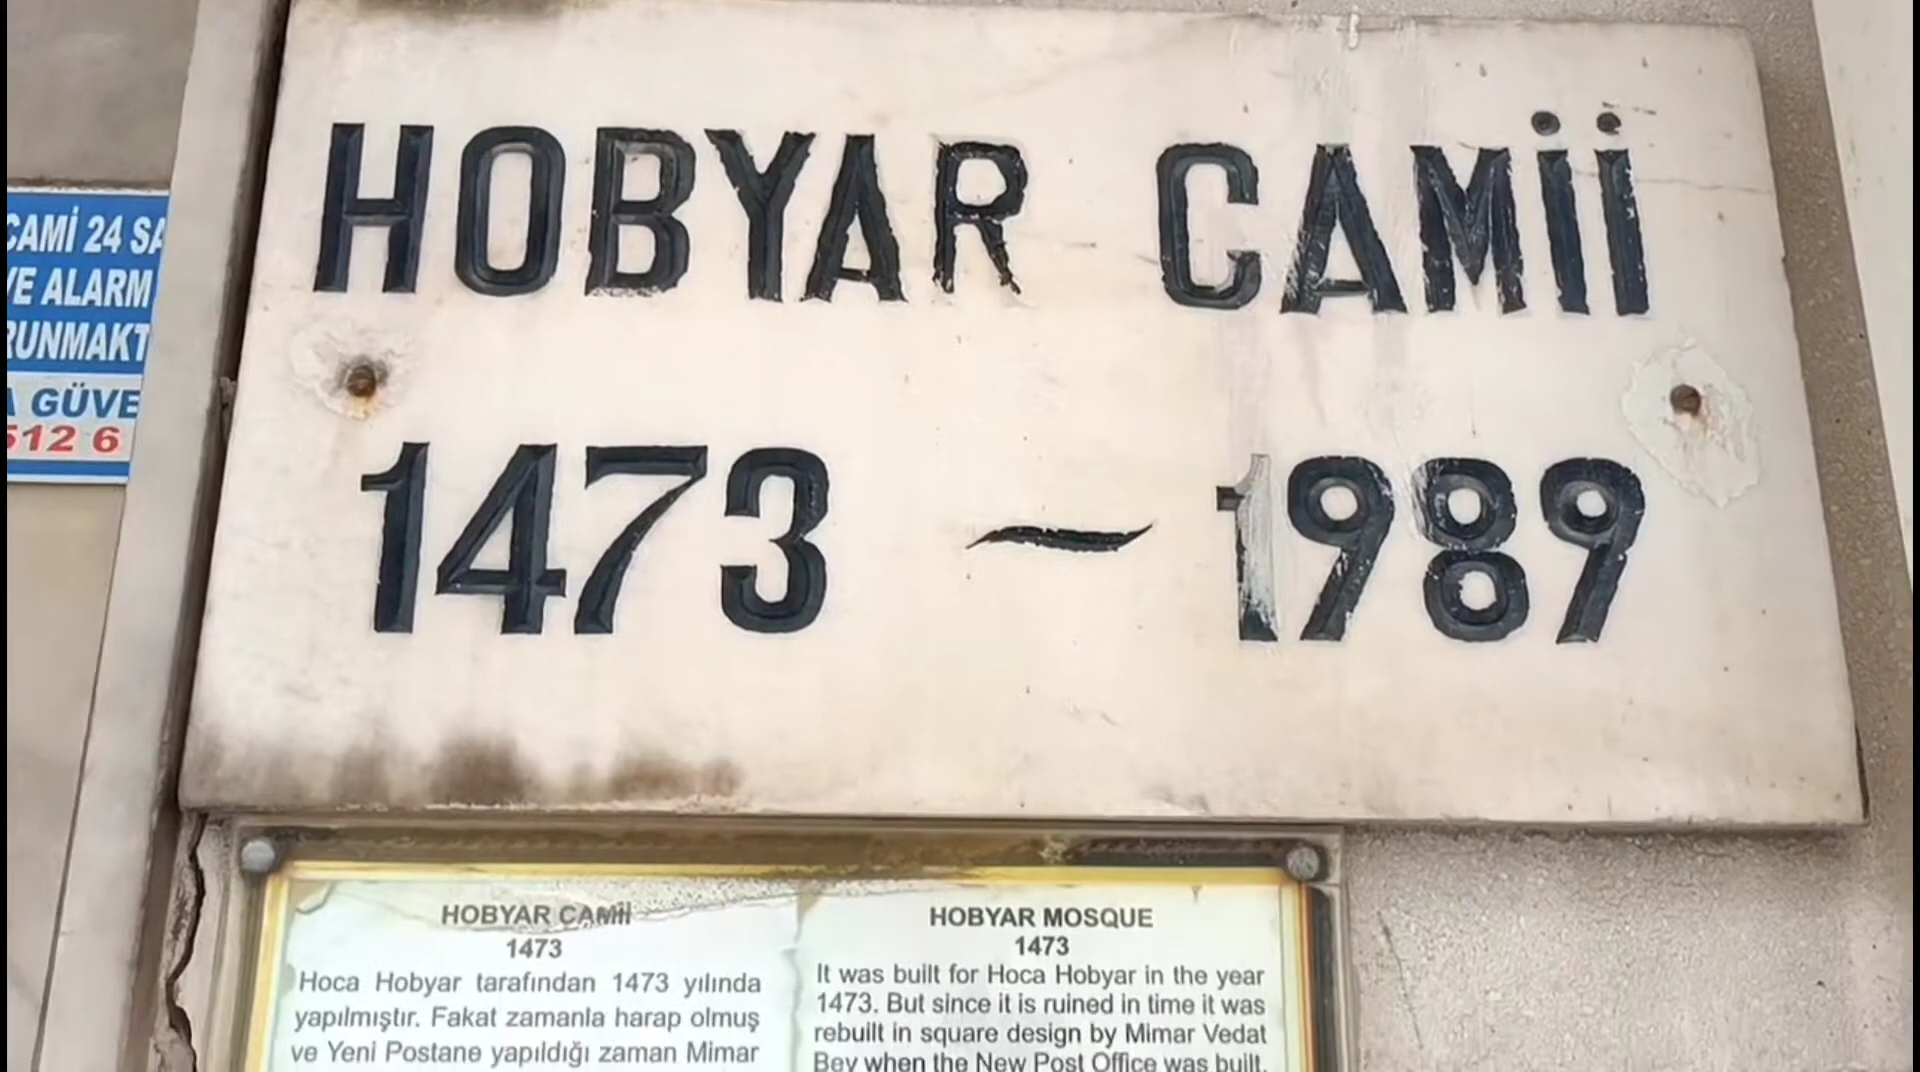 HOBYAR CAMİİ
1473 ~ 1989
CAMİ 24 SA
VE ALARM
RUNMAKT
A GÜVE
512 6
HOBYAR CAMİİ
1473
Hoca Hobyar tarafından 1473 yılında
yapılmıştır. Fakat zamanla harap olmuş
ve Yeni Postane yapıldığı zaman Mimar
HOBYAR MOSQUE
1473
It was built for Hoca Hobyar in the year
1473. But since it is ruined in time it was
rebuilt in square design by Mimar Vedat
Bey when the New Post Office was built.